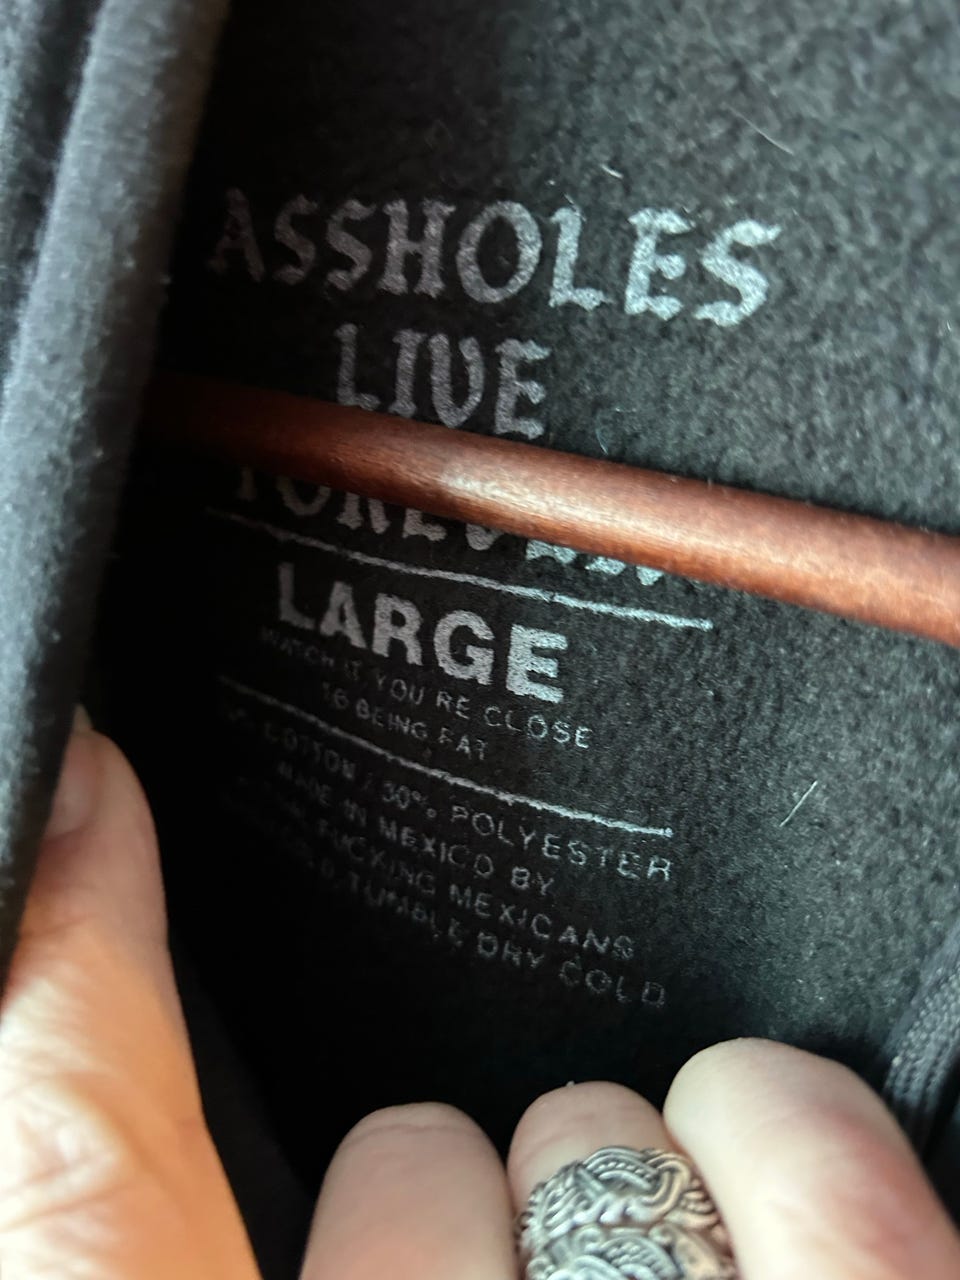 ASSHOLES
LIVE
FOREVER
LARGE
WATCH IT YOU RE CLOSE
TO BEING FAT
COTTON / 30% POLYESTER
MADE IN MEXICO BY
FUCKING MEXICANS
TUMBLE DRY COLD